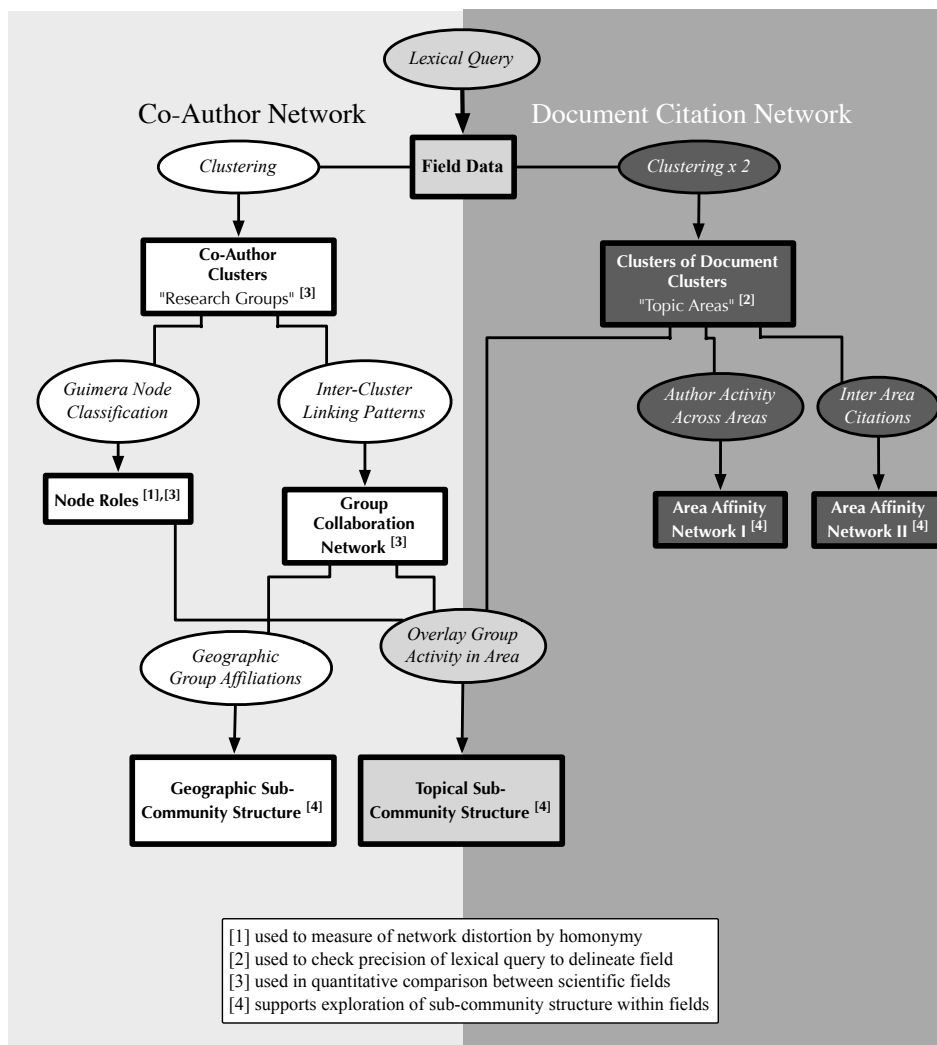 Lexical Query
Co-Author Network
Document Citation Network
Clustering
Field Data
Clustering x 2
Co-Author
Clusters
"Research Groups" [3]
Clusters of Document
Clusters
"Topic Areas" [2]
Guimera Node
Classification
Inter-Cluster
Linking Patterns
Author Activity
Across Areas
Inter Area
Citations
Node Roles [1],[3]
Group
Collaboration
Network [3]
Area Affinity
Network I [4]
Area Affinity
Network II [4]
Geographic
Group Affiliations
Overlay Group
Activity in Area
Geographic Sub-
Community Structure [4]
Topical Sub-
Community Structure [4]
[1] used to measure of network distortion by homonymy
[2] used to check precision of lexical query to delineate field
[3] used in quantitative comparison between scientific fields
[4] supports exploration of sub-community structure within fields